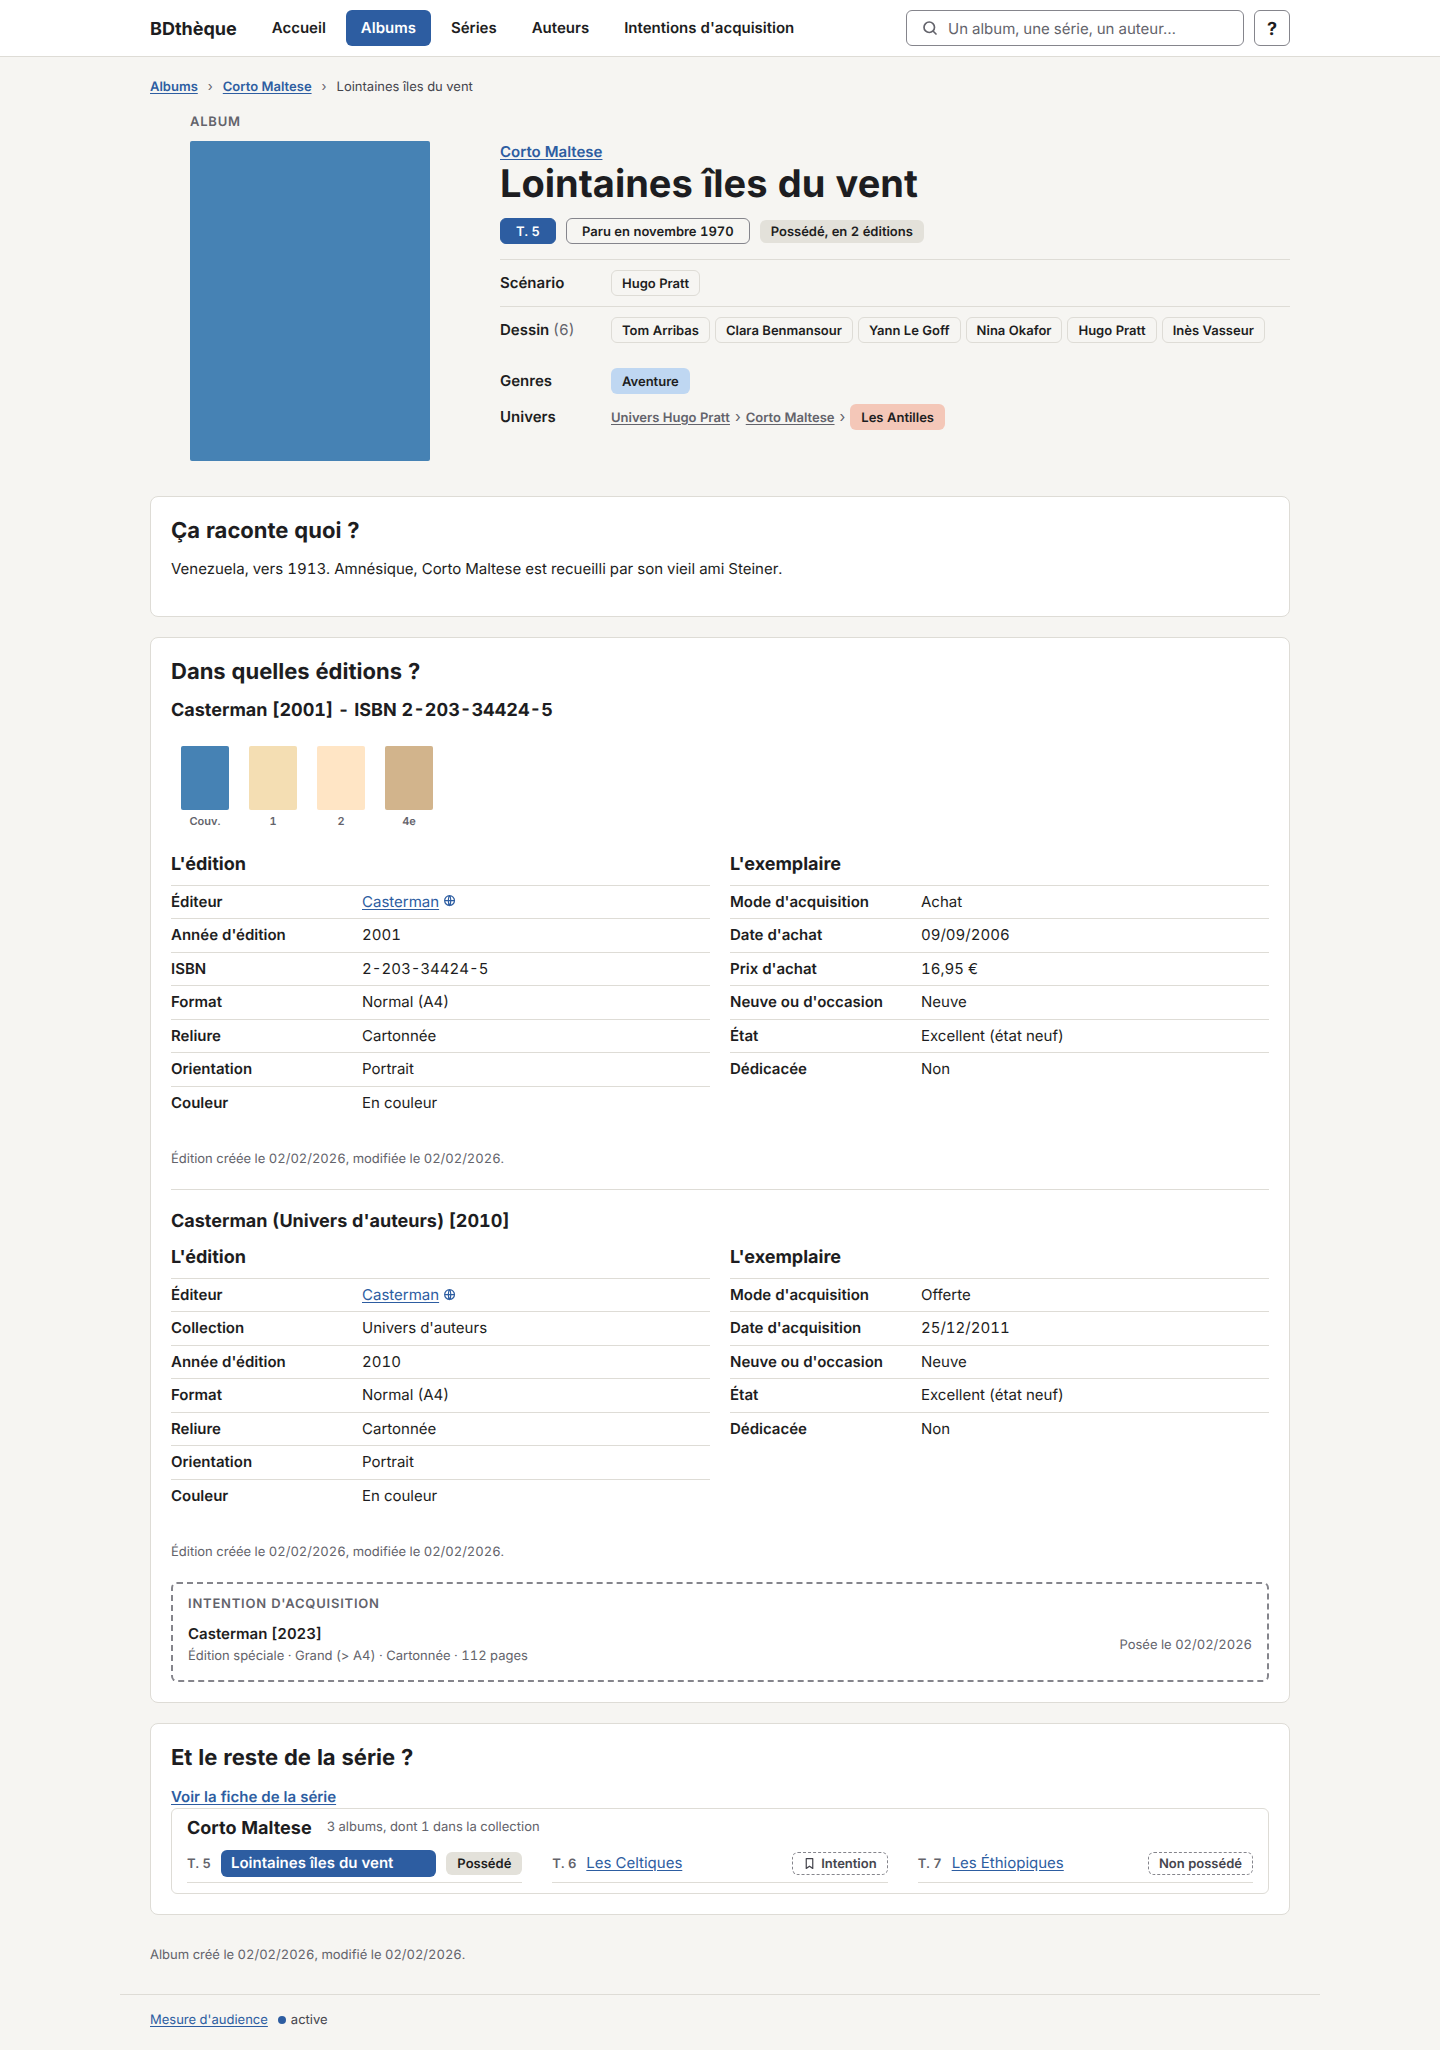 BDthèque Accueil Albums Séries Auteurs Intentions d'acquisition Un album, une série, un auteur... ?
Albums › Corto Maltese › Lointaines îles du vent
ALBUM
Corto Maltese
Lointaines îles du vent
T. 5 Paru en novembre 1970 Possédé, en 2 éditions
Scénario Hugo Pratt
Dessin (6) Tom Arribas Clara Benmansour Yann Le Goff Nina Okafor Hugo Pratt Inès Vasseur
Genres Aventure
Univers Univers Hugo Pratt › Corto Maltese › Les Antilles
Ça raconte quoi ?
Venezuela, vers 1913. Amnésique, Corto Maltese est recueilli par son vieil ami Steiner.
Dans quelles éditions ?
Casterman [2001] - ISBN 2-203-34424-5
Couv. 1 2 4e
L'édition
Éditeur Casterman
Année d'édition 2001
ISBN 2-203-34424-5
Format Normal (A4)
Reliure Cartonnée
Orientation Portrait
Couleur En couleur
L'exemplaire
Mode d'acquisition Achat
Date d'achat 09/09/2006
Prix d'achat 16,95 €
Neuve ou d'occasion Neuve
État Excellent (état neuf)
Dédicacée Non
Édition créée le 02/02/2026, modifiée le 02/02/2026.
Casterman (Univers d'auteurs) [2010]
L'édition
Éditeur Casterman
Collection Univers d'auteurs
Année d'édition 2010
Format Normal (A4)
Reliure Cartonnée
Orientation Portrait
Couleur En couleur
L'exemplaire
Mode d'acquisition Offerte
Date d'acquisition 25/12/2011
Neuve ou d'occasion Neuve
État Excellent (état neuf)
Dédicacée Non
Édition créée le 02/02/2026, modifiée le 02/02/2026.
INTENTION D'ACQUISITION
Casterman [2023]
Édition spéciale · Grand (> A4) · Cartonnée · 112 pages
Posée le 02/02/2026
Et le reste de la série ?
Voir la fiche de la série
Corto Maltese 3 albums, dont 1 dans la collection
T. 5 Lointaines îles du vent Possédé T. 6 Les Celtiques Intention T. 7 Les Éthiopiques Non possédé
Album créé le 02/02/2026, modifié le 02/02/2026.
Mesure d'audience active